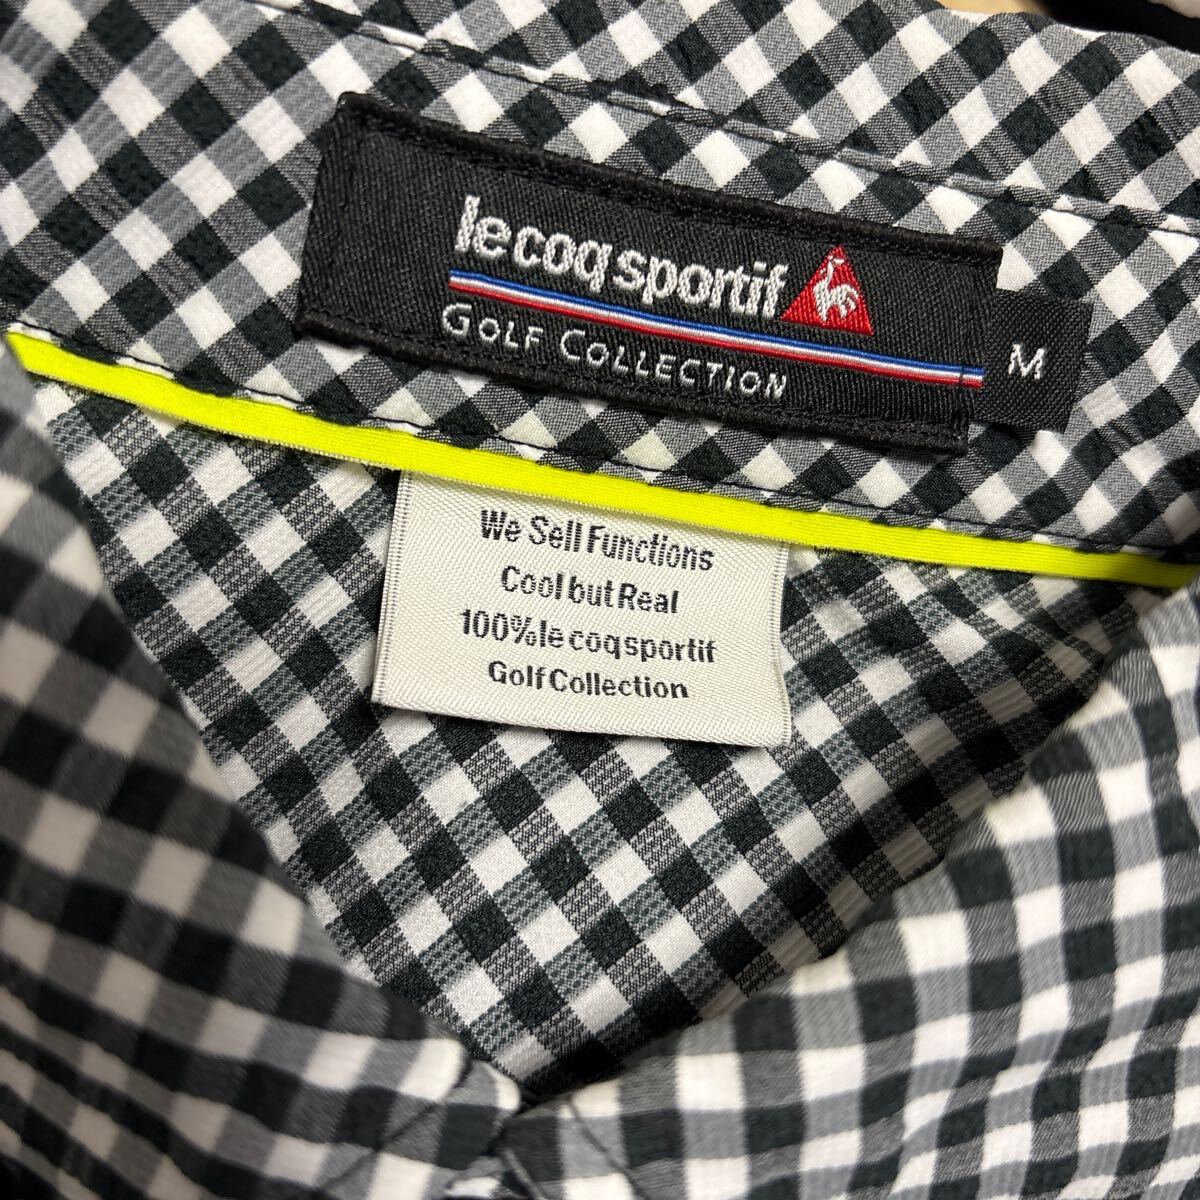 le coq sportif
GOLF COLLECTION
M
We Sell Functions
Cool but Real
100% le coq sportif
Golf Collection